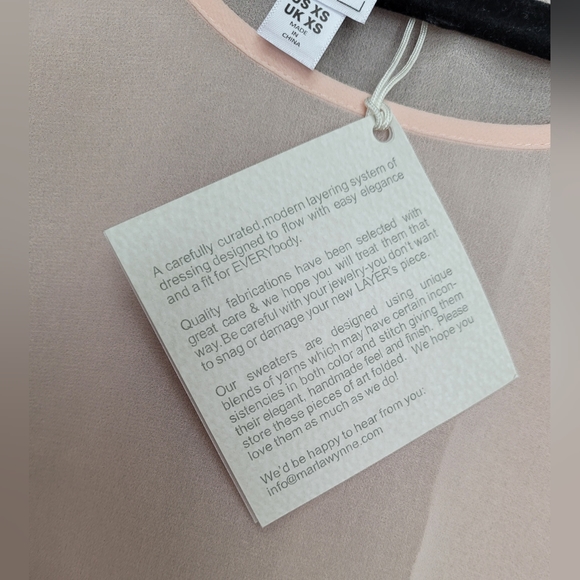 US XS
UK XS
MADE
IN
CHINA
A carefully curated,modern layering system of
dressing designed to flow with easy elegance
and a fit for EVERYbody.
Quality fabrications have been selected with
great care & we hope you will treat them that
way. Be careful with your jewelry-you don't want
to snag or damage your new LAYER's piece.
Our sweaters are designed using unique
blends of yarns which may have certain incon-
sistencies in both color and stitch giving them
their elegant, handmade feel and finish. Please
store these pieces of art folded. We hope you
love them as much as we do!
We'd be happy to hear from you:
info@marlawynne.com